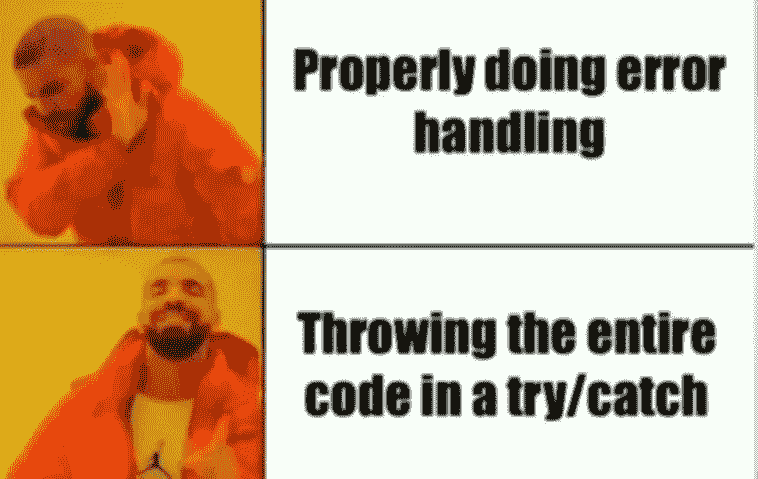 Properly doing error
handling
Throwing the entire
code in a try/catch